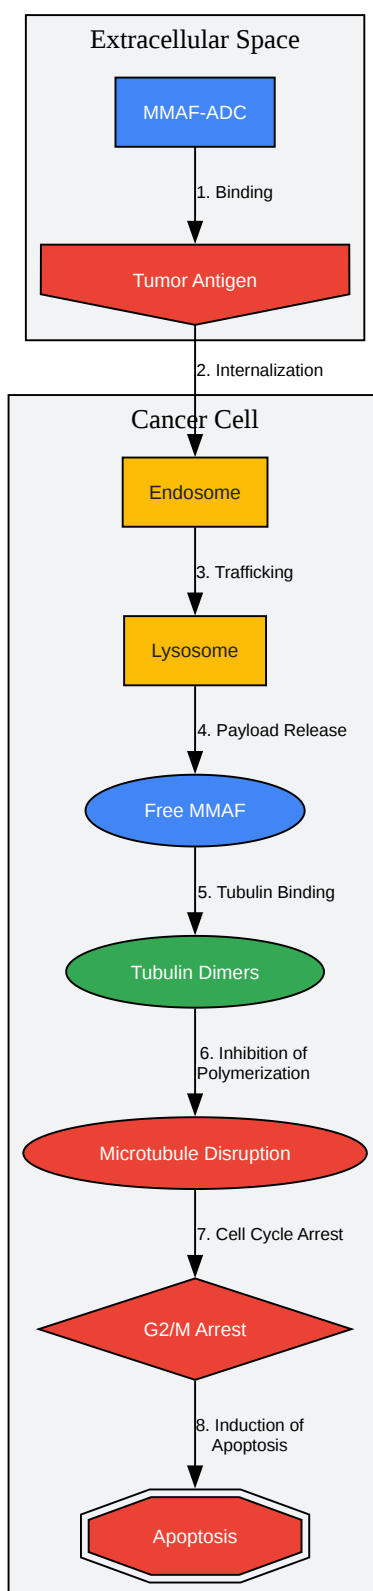 Extracellular Space
MMAF-ADC
1. Binding
Tumor Antigen
2. Internalization
Cancer Cell
Endosome
3. Trafficking
Lysosome
4. Payload Release
Free MMAF
5. Tubulin Binding
Tubulin Dimers
6. Inhibition of
Polymerization
Microtubule Disruption
7. Cell Cycle Arrest
G2/M Arrest
8. Induction of
Apoptosis
Apoptosis